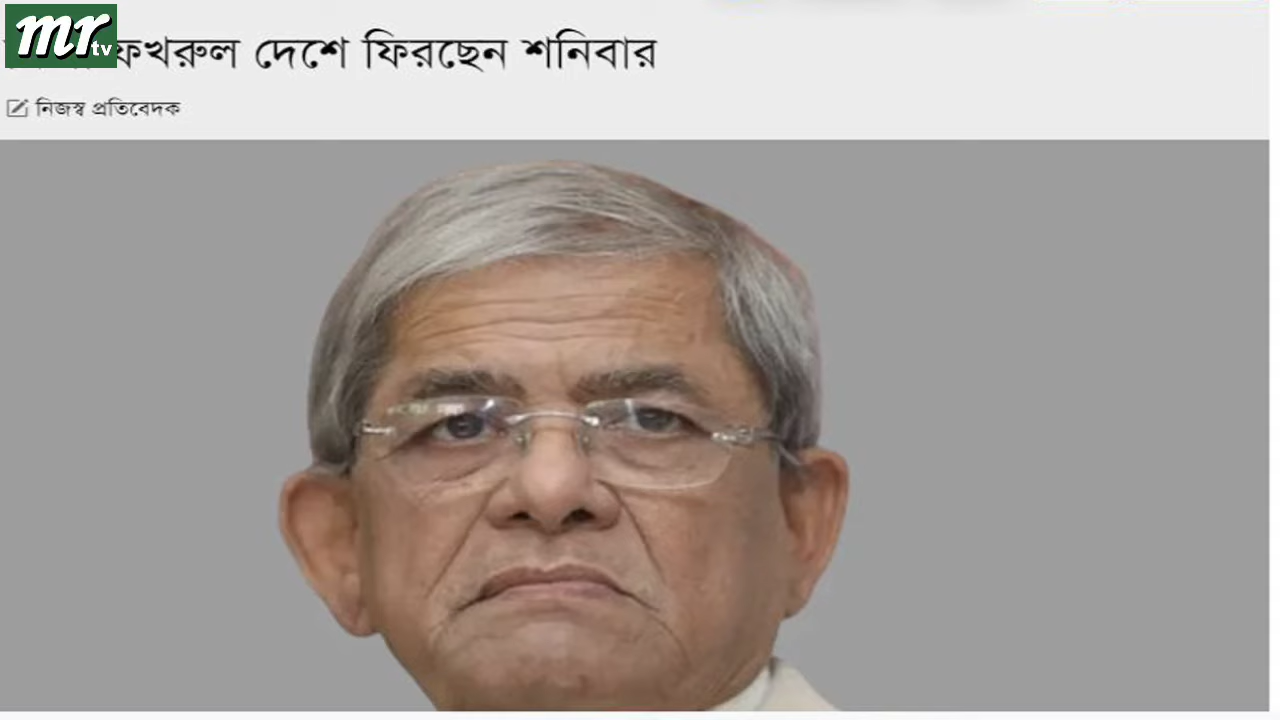 mr tv
ফখরুল দেশে ফিরছেন শনিবার
নিজস্ব প্রতিবেদক